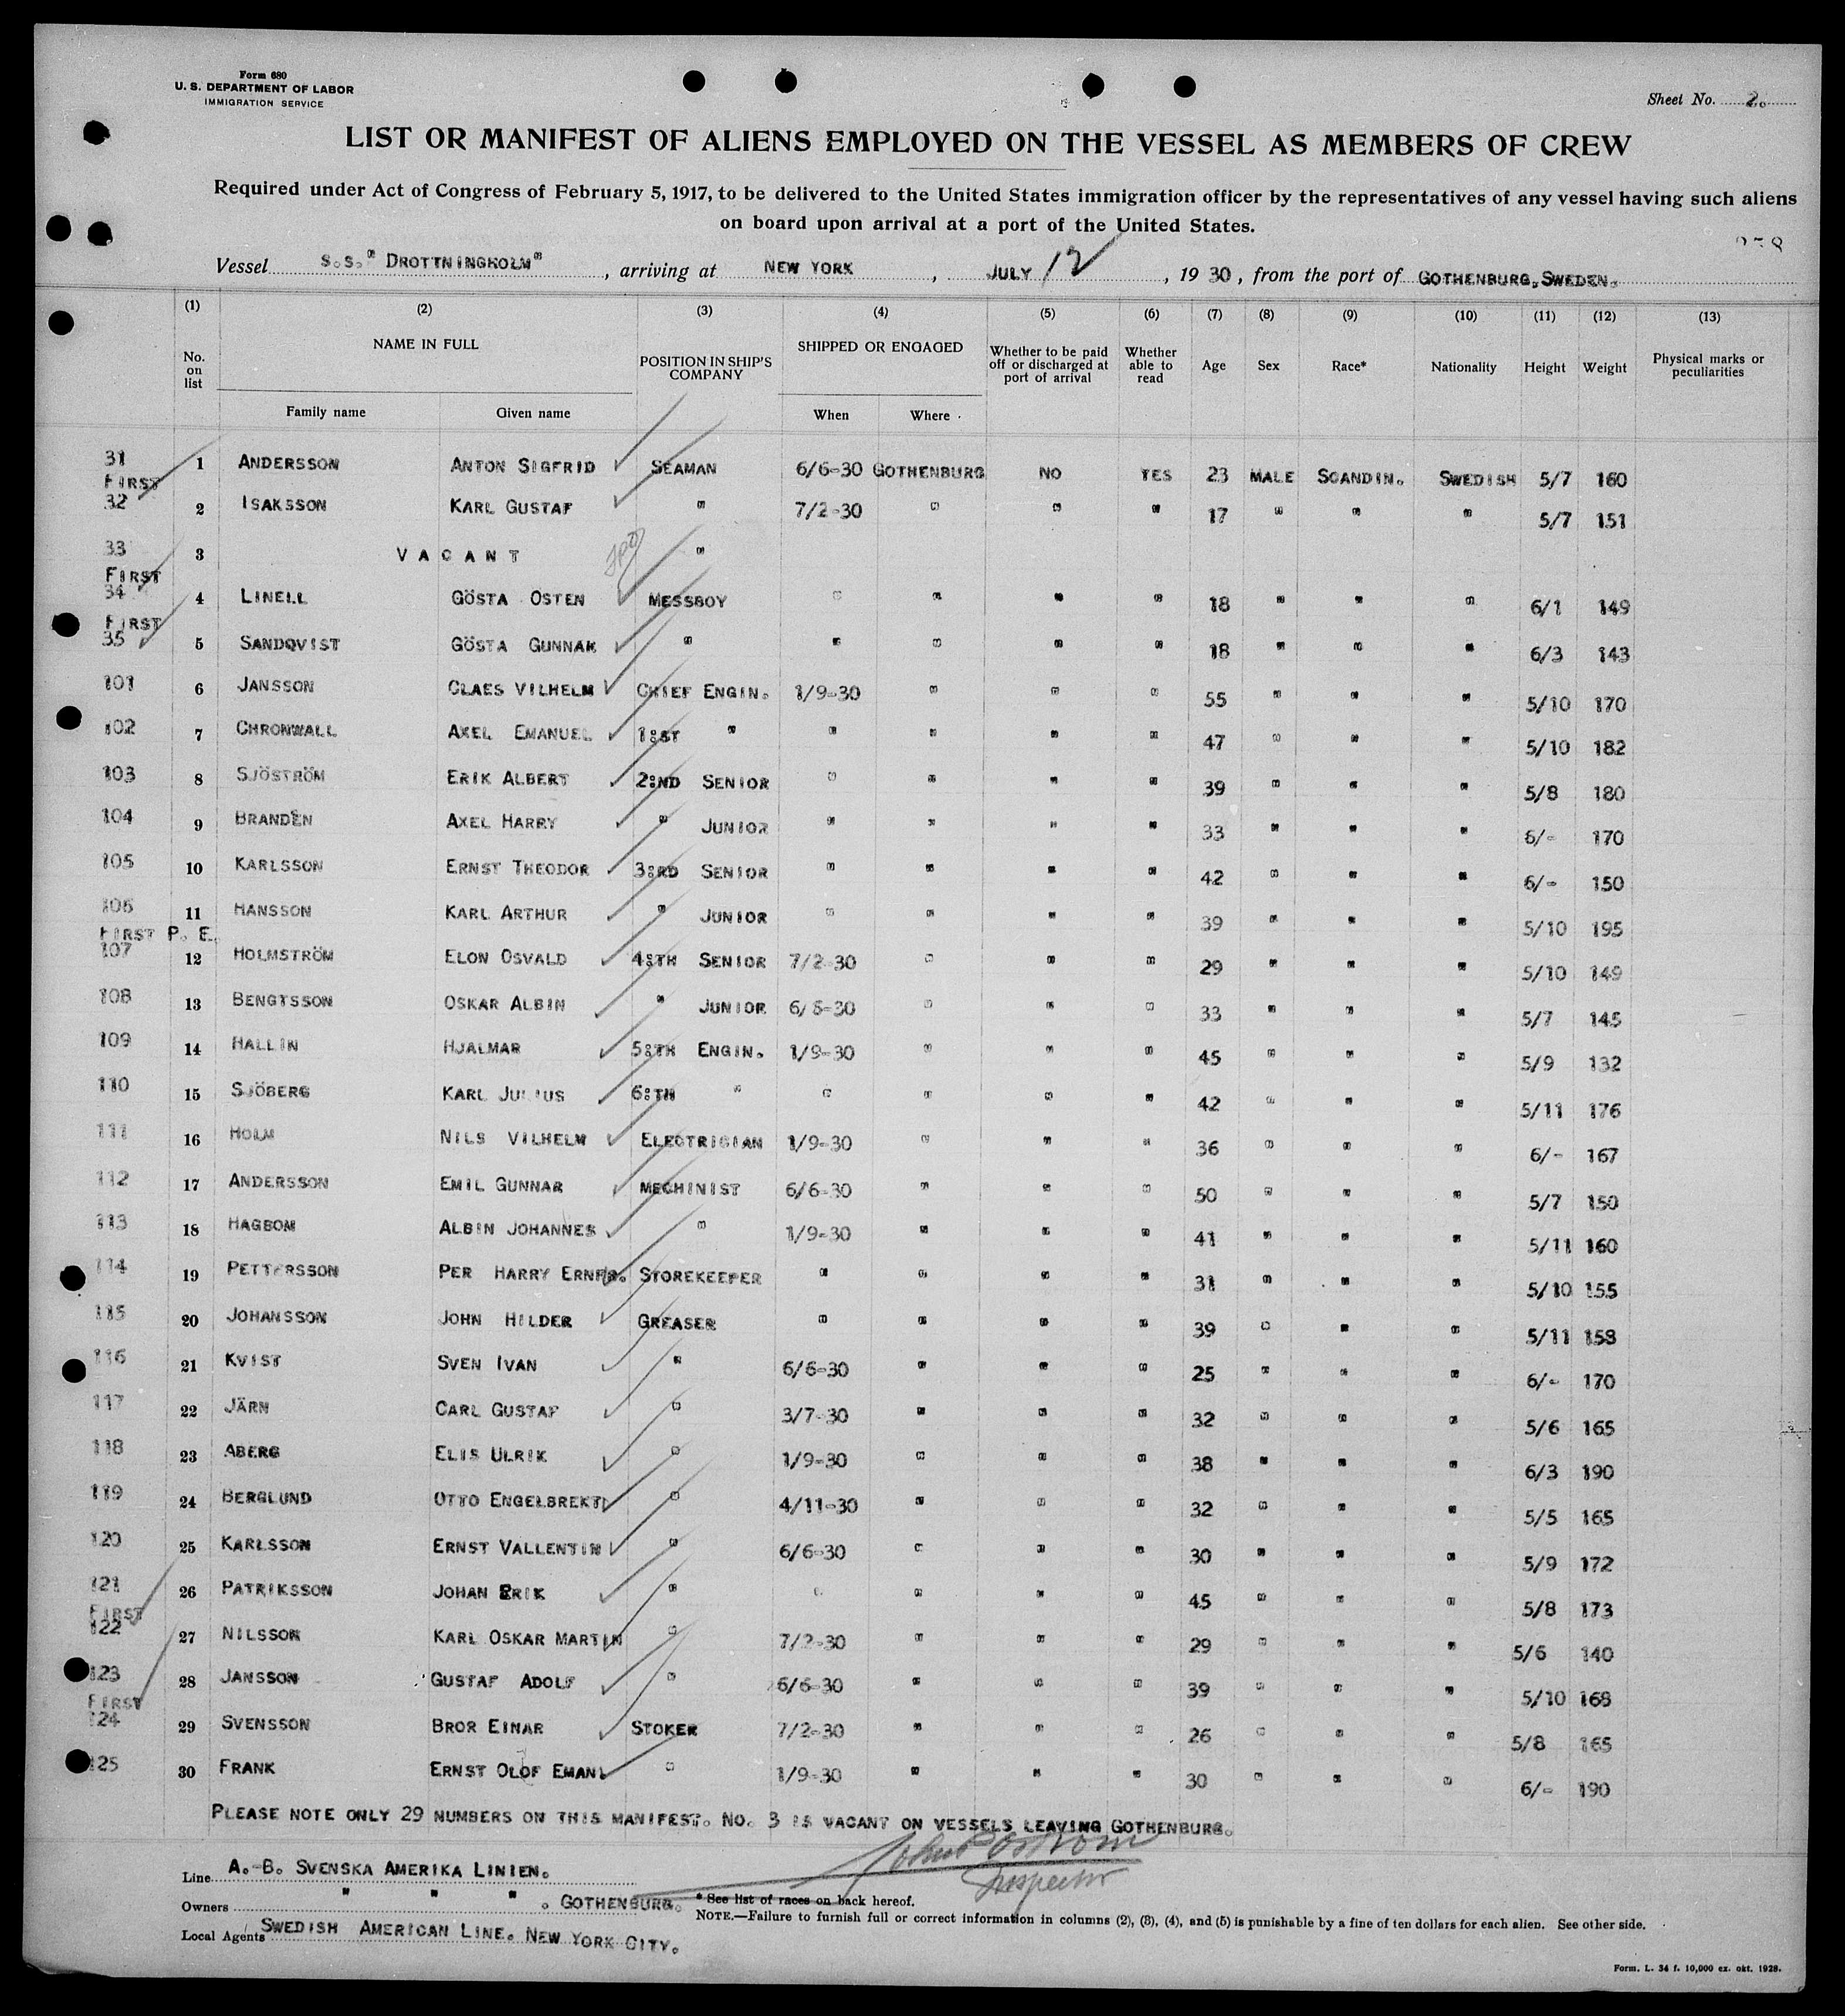 Form 680
U. S. DEPARTMENT OF LABOR
IMMIGRATION SERVICE
Sheet No. 2.
LIST OR MANIFEST OF ALIENS EMPLOYED ON THE VESSEL AS MEMBERS OF CREW
Required under Act of Congress of February 5, 1917, to be delivered to the United States immigration officer by the representatives of any vessel having such aliens
on board upon arrival at a port of the United States.
Vessel S.S." DROTTNINGHOLM" , arriving at NEW YORK , JULY 12 , 19 30 , from the port of GOTHENBURG, SWEDEN.
(1) (2) (3) (4) (5) (6) (7) (8) (9) (10) (11) (12) (13)
No. on list NAME IN FULL POSITION IN SHIP'S COMPANY SHIPPED OR ENGAGED Whether to be paid off or discharged at port of arrival Whether able to read Age Sex Race* Nationality Height Weight Physical marks or peculiarities
Family name Given name When Where
31 FIRST 1 ANDERSSON ANTON SIGFRID SEAMAN 6/6-30 GOTHENBURG NO YES 23 MALE SCANDIN. SWEDISH 5/7 160
32 2 ISAKSSON KARL GUSTAF " 7/2-30 " " " 17 " " " 5/7 151
33 3 VACANT "
FIRST 34 4 LINELL GÖSTA OSTEN MESSBOY " " " " 18 " " " 6/1 149
FIRST 35 5 SANDQVIST GÖSTA GUNNAR " " " " " 18 " " " 6/3 143
101 6 JANSSON CLAES VILHELM CHIEF ENGIN. 1/9-30 " " " 55 " " " 5/10 170
102 7 CHRONWALL AXEL EMANUEL 1:ST " " " " " 47 " " " 5/10 182
103 8 SJÖSTRÖM ERIK ALBERT 2:ND SENIOR " " " " 39 " " " 5/8 180
104 9 BRANDÉN AXEL HARRY " JUNIOR " " " " 33 " " " 6/- 170
105 10 KARLSSON ERNST THEODOR 3:RD SENIOR " " " " 42 " " " 6/- 150
106 11 HANSSON KARL ARTHUR " JUNIOR " " " " 39 " " " 5/10 195
FIRST P. E. 107 12 HOLMSTRÖM ELON OSVALD 4:TH SENIOR 7/2-30 " " " 29 " " " 5/10 149
108 13 BENGTSSON OSKAR ALBIN " JUNIOR 6/6-30 " " " 33 " " " 5/7 145
109 14 HALLIN HJALMAR 5:TH ENGIN. 1/9-30 " " " 45 " " " 5/9 132
110 15 SJÖBERG KARL JULIUS 6:TH " " " " " 42 " " " 5/11 176
111 16 HOLM NILS VILHELM ELECTRICIAN 1/9-30 " " " 36 " " " 6/- 167
112 17 ANDERSSON EMIL GUNNAR MECHINIST 6/6-30 " " " 50 " " " 5/7 150
113 18 HAGBOM ALBIN JOHANNES " 1/9-30 " " " 41 " " " 5/11 160
114 19 PETTERSSON PER HARRY STOREKEEPER " " " " 31 " " " 5/10 155
115 20 JOHANSSON JOHN HILDER GREASER " " " " 39 " " " 5/11 158
116 21 KVIST SVEN IVAN " 6/6-30 " " " 25 " " " 6/- 170
117 22 JÄRN CARL GUSTAF " 3/7-30 " " " 32 " " " 5/6 165
118 23 ABERG ELIS ULRIK " 1/9-30 " " " 38 " " " 6/3 190
119 24 BERGLUND OTTO ENGELBREKT " 4/11-30 " " " 32 " " " 5/5 165
120 25 KARLSSON ERNST VALLENTIN " 6/6-30 " " " 30 " " " 5/9 172
121 26 PATRIKSSON JOHAN ERIK " " " " " 45 " " " 5/8 173
FIRST 122 27 NILSSON KARL OSKAR MARTIN " 7/2-30 " " " 29 " " " 5/6 140
123 28 JANSSON GUSTAF ADOLF " 6/6-30 " " " 39 " " " 5/10 168
FIRST 124 29 SVENSSON BROR EINAR STOKER 7/2-30 " " " 26 " " " 5/8 165
125 30 FRANK ERNST OLOF EMANL " 1/9-30 " " " 30 " " " 6/- 190
PLEASE NOTE ONLY 29 NUMBERS ON THIS MANIFEST. NO. 3 IS VACANT ON VESSELS LEAVING GOTHENBURG.
Inspector
Line A.-B. SVENSKA AMERIKA LINIEN.
Owners " " " . GOTHENBURG.
* See list of races on back hereof.
NOTE.—Failure to furnish full or correct information in columns (2), (3), (4), and (5) is punishable by a fine of ten dollars for each alien. See other side.
Local Agents SWEDISH AMERICAN LINE. NEW YORK CITY.
Form. L. 34 f. 10,000 ex. okt. 1928.